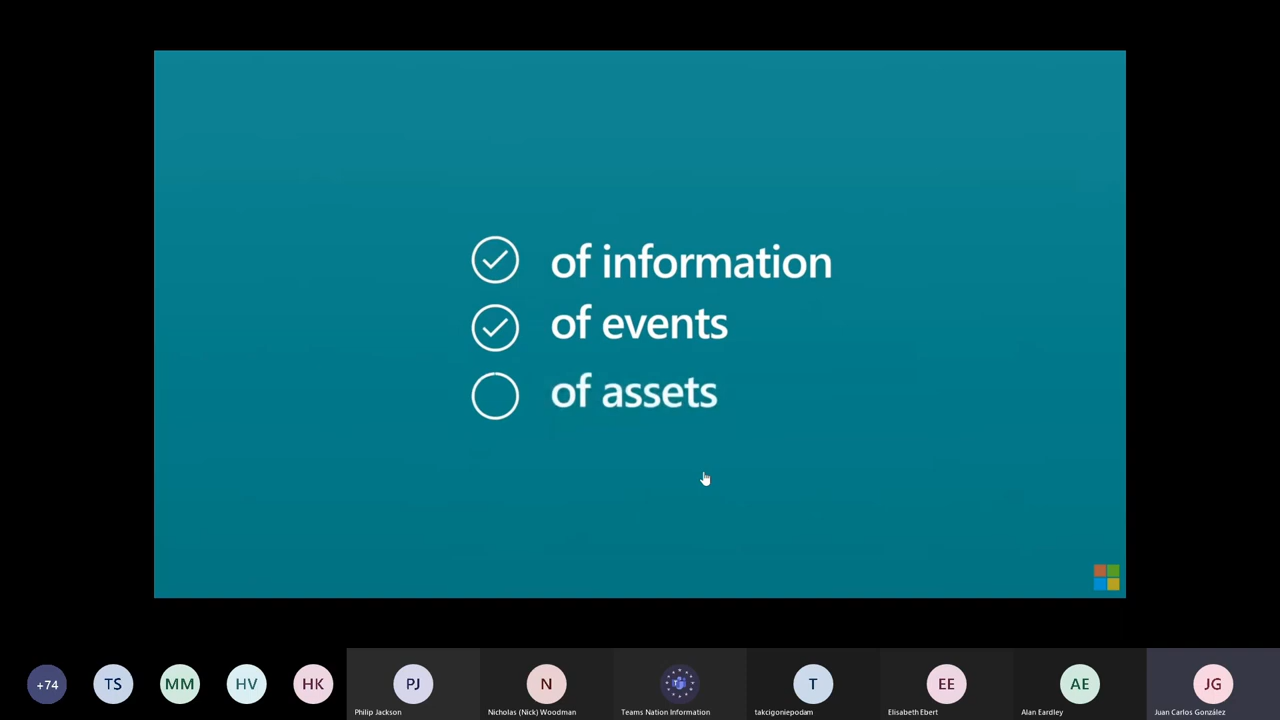 of information
of events
of assets
+74
TS
MM
HV
HK
PJ
Philip Jackson
N
Nicholas (Nick) Woodman
Teams Nation Information
T
takcigoniepodam
EE
Elisabeth Ebert
AE
Alan Eardley
JG
Juan Carlos González